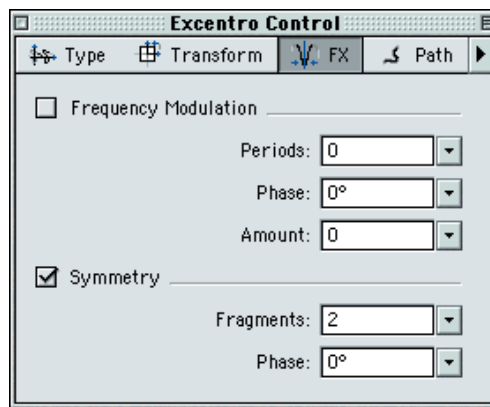 Excentro Control
Type Transform FX Path
Frequency Modulation
Periods: 0
Phase: 0°
Amount: 0
Symmetry
Fragments: 2
Phase: 0°